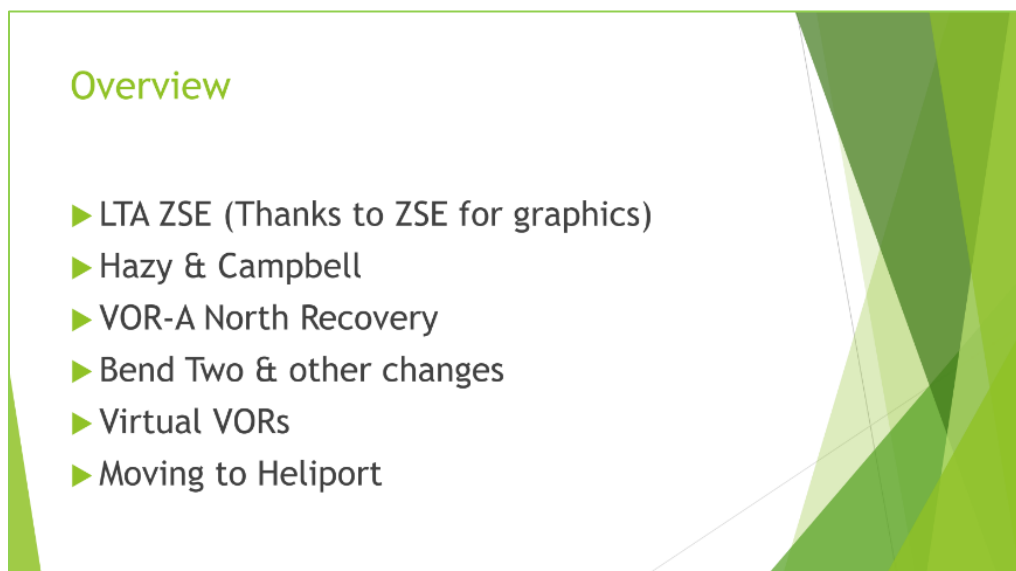 Overview
LTA ZSE (Thanks to ZSE for graphics)
Hazy & Campbell
VOR-A North Recovery
Bend Two & other changes
Virtual VORs
Moving to Heliport